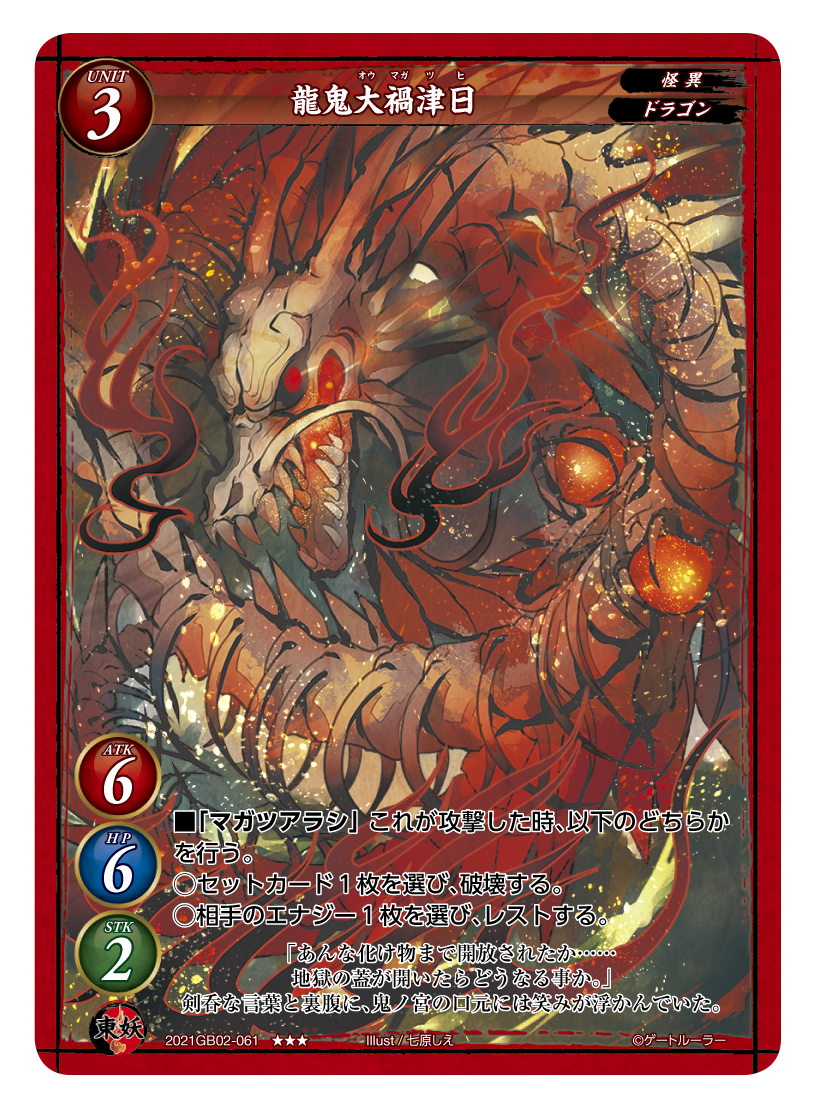 UNIT
3
オウ マガ ツ ヒ
龍鬼大禍津日
怪異
ドラゴン
ATK
6
HP
6
STK
2
■「マガツアラシ」これが攻撃した時、以下のどちらか
を行う。
○セットカード1枚を選び、破壊する。
○相手のエナジー1枚を選び、レストする。
「あんな化け物まで開放されたか……
地獄の蓋が開いたらどうなる事か。」
剣呑な言葉と裏腹に、鬼ノ宮の口元には笑みが浮かんでいた。
東妖
2021GB02-061 ★★★ Illust / 七原しえ ©ゲートルーラー